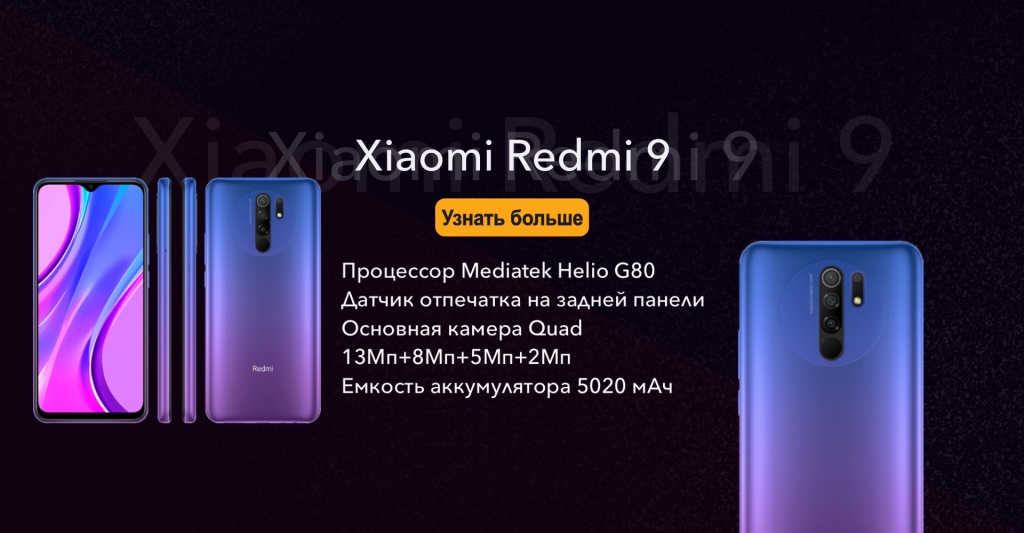 Xiaomi Redmi 9
Узнать больше
Процессор Mediatek Helio G80
Датчик отпечатка на задней панели
Основная камера Quad
13Мп+8Мп+5Мп+2Мп
Емкость аккумулятора 5020 мАч
Redmi